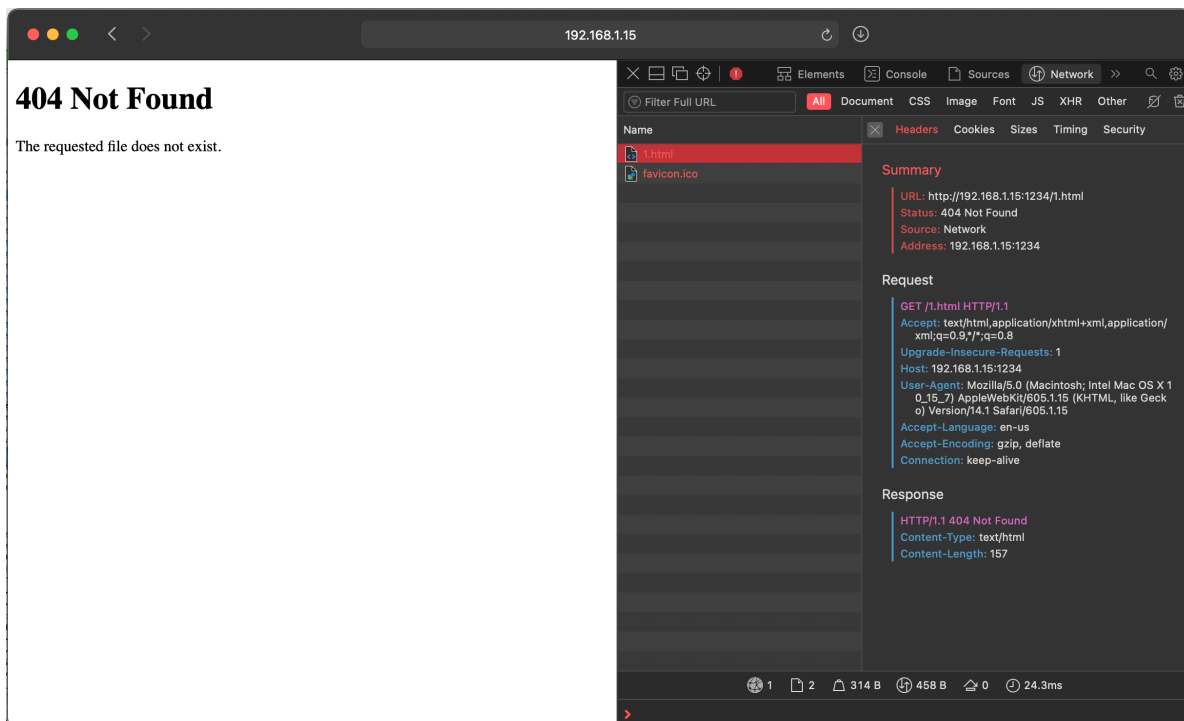 192.168.1.15
404 Not Found
The requested file does not exist.
Elements
Console
Sources
Network
Filter Full URL
All
Document
CSS
Image
Font
JS
XHR
Other
Name
Headers
Cookies
Sizes
Timing
Security
1.html
favicon.ico
Summary
URL: http://192.168.1.15:1234/1.html
Status: 404 Not Found
Source: Network
Address: 192.168.1.15:1234
Request
GET /1.html HTTP/1.1
Accept: text/html,application/xhtml+xml,application/
xml;q=0.9,*/*;q=0.8
Upgrade-Insecure-Requests: 1
Host: 192.168.1.15:1234
User-Agent: Mozilla/5.0 (Macintosh; Intel Mac OS X 1
0_15_7) AppleWebKit/605.1.15 (KHTML, like Geck
o) Version/14.1 Safari/605.1.15
Accept-Language: en-us
Accept-Encoding: gzip, deflate
Connection: keep-alive
Response
HTTP/1.1 404 Not Found
Content-Type: text/html
Content-Length: 157
1
2
314 B
458 B
0
24.3ms